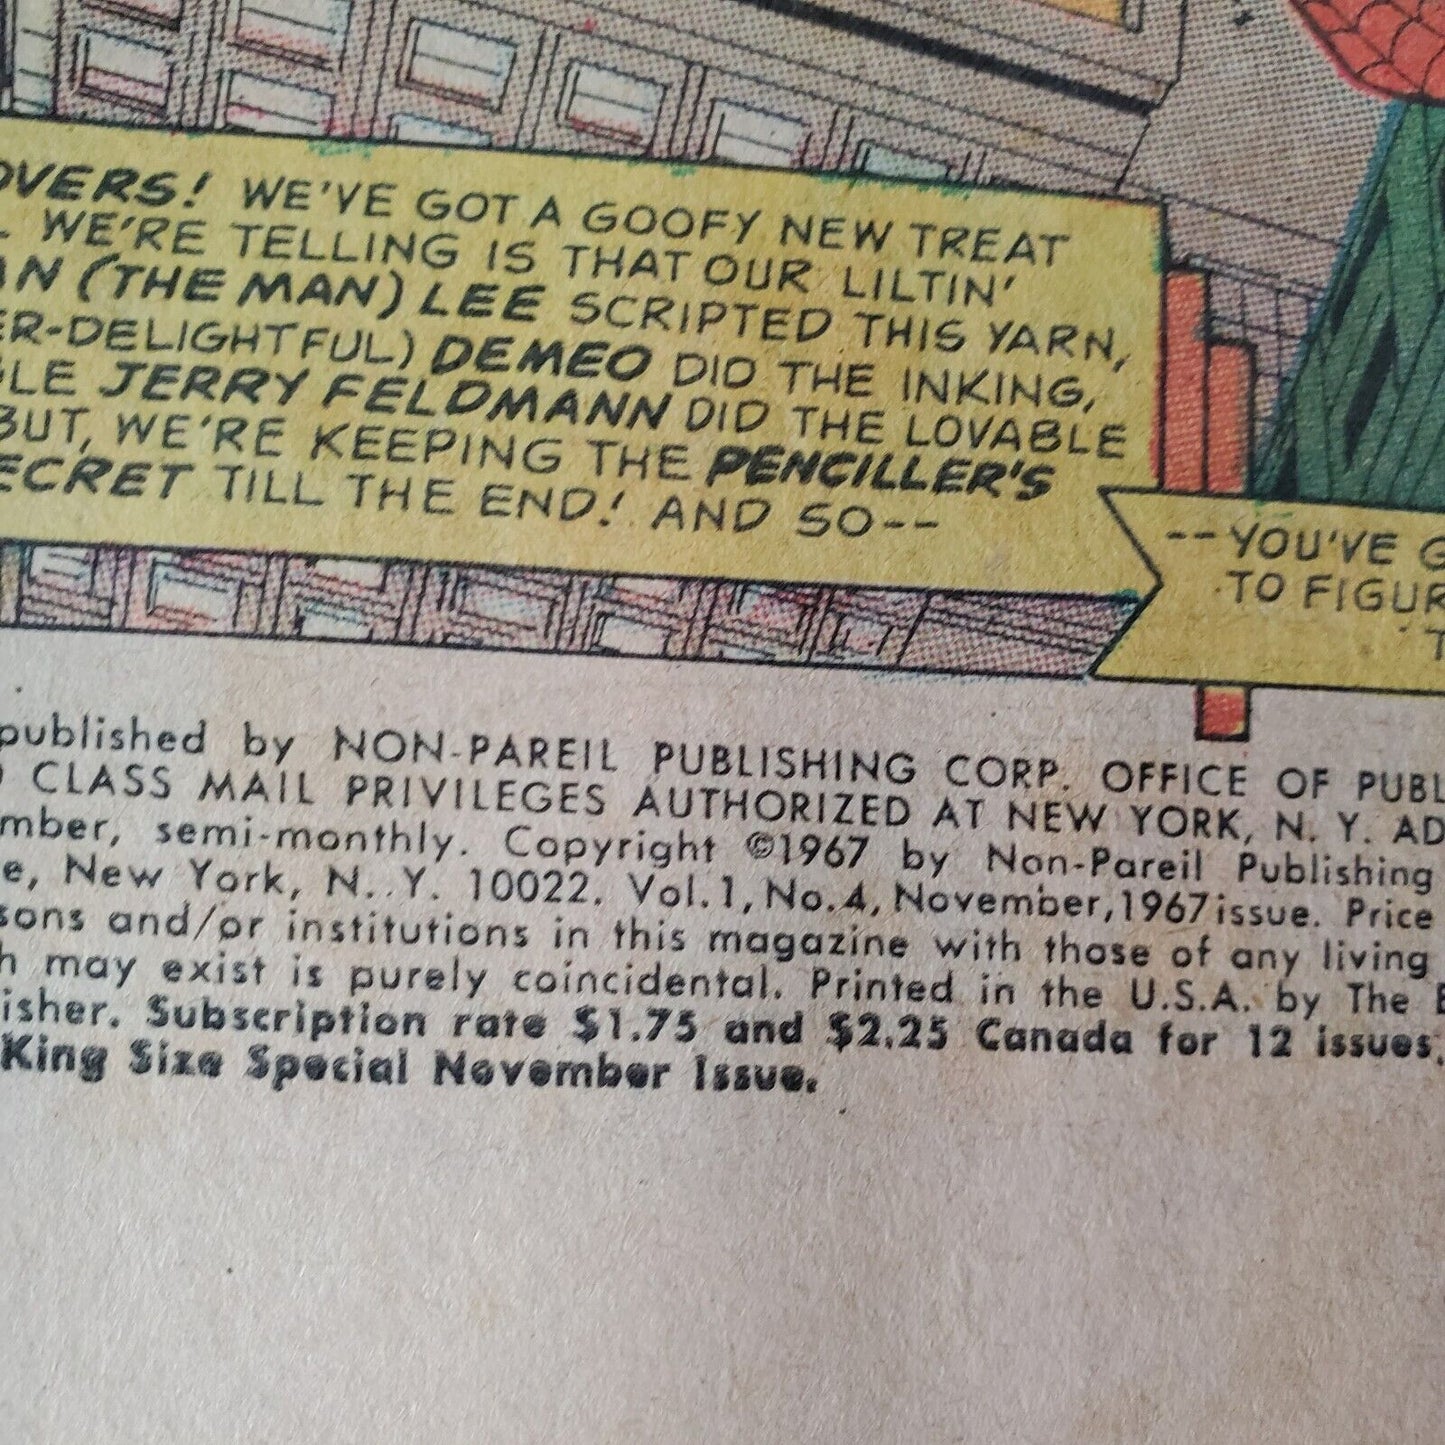 OVERS! WE'VE GOT A GOOFY NEW TREAT
WE'RE TELLING IS THAT OUR LILTIN'
AN (THE MAN) LEE SCRIPTED THIS YARN,
ER-DELIGHTFUL) DEMEO DID THE INKING,
LE JERRY FELDMANN DID THE LOVABLE
BUT, WE'RE KEEPING THE PENCILLER'S
ECRET TILL THE END! AND SO--
--YOU'VE G
TO FIGUR
T
published by NON-PAREIL PUBLISHING CORP. OFFICE OF PUBL
CLASS MAIL PRIVILEGES AUTHORIZED AT NEW YORK, N. Y. AD
mber, semi-monthly. Copyright ©1967 by Non-Pareil Publishing
e, New York, N. Y. 10022. Vol. 1, No. 4, November, 1967 issue. Price
sons and/or institutions in this magazine with those of any living
h may exist is purely coincidental. Printed in the U.S.A. by The E
isher. Subscription rate $1.75 and $2.25 Canada for 12 issues.
King Size Special November Issue.